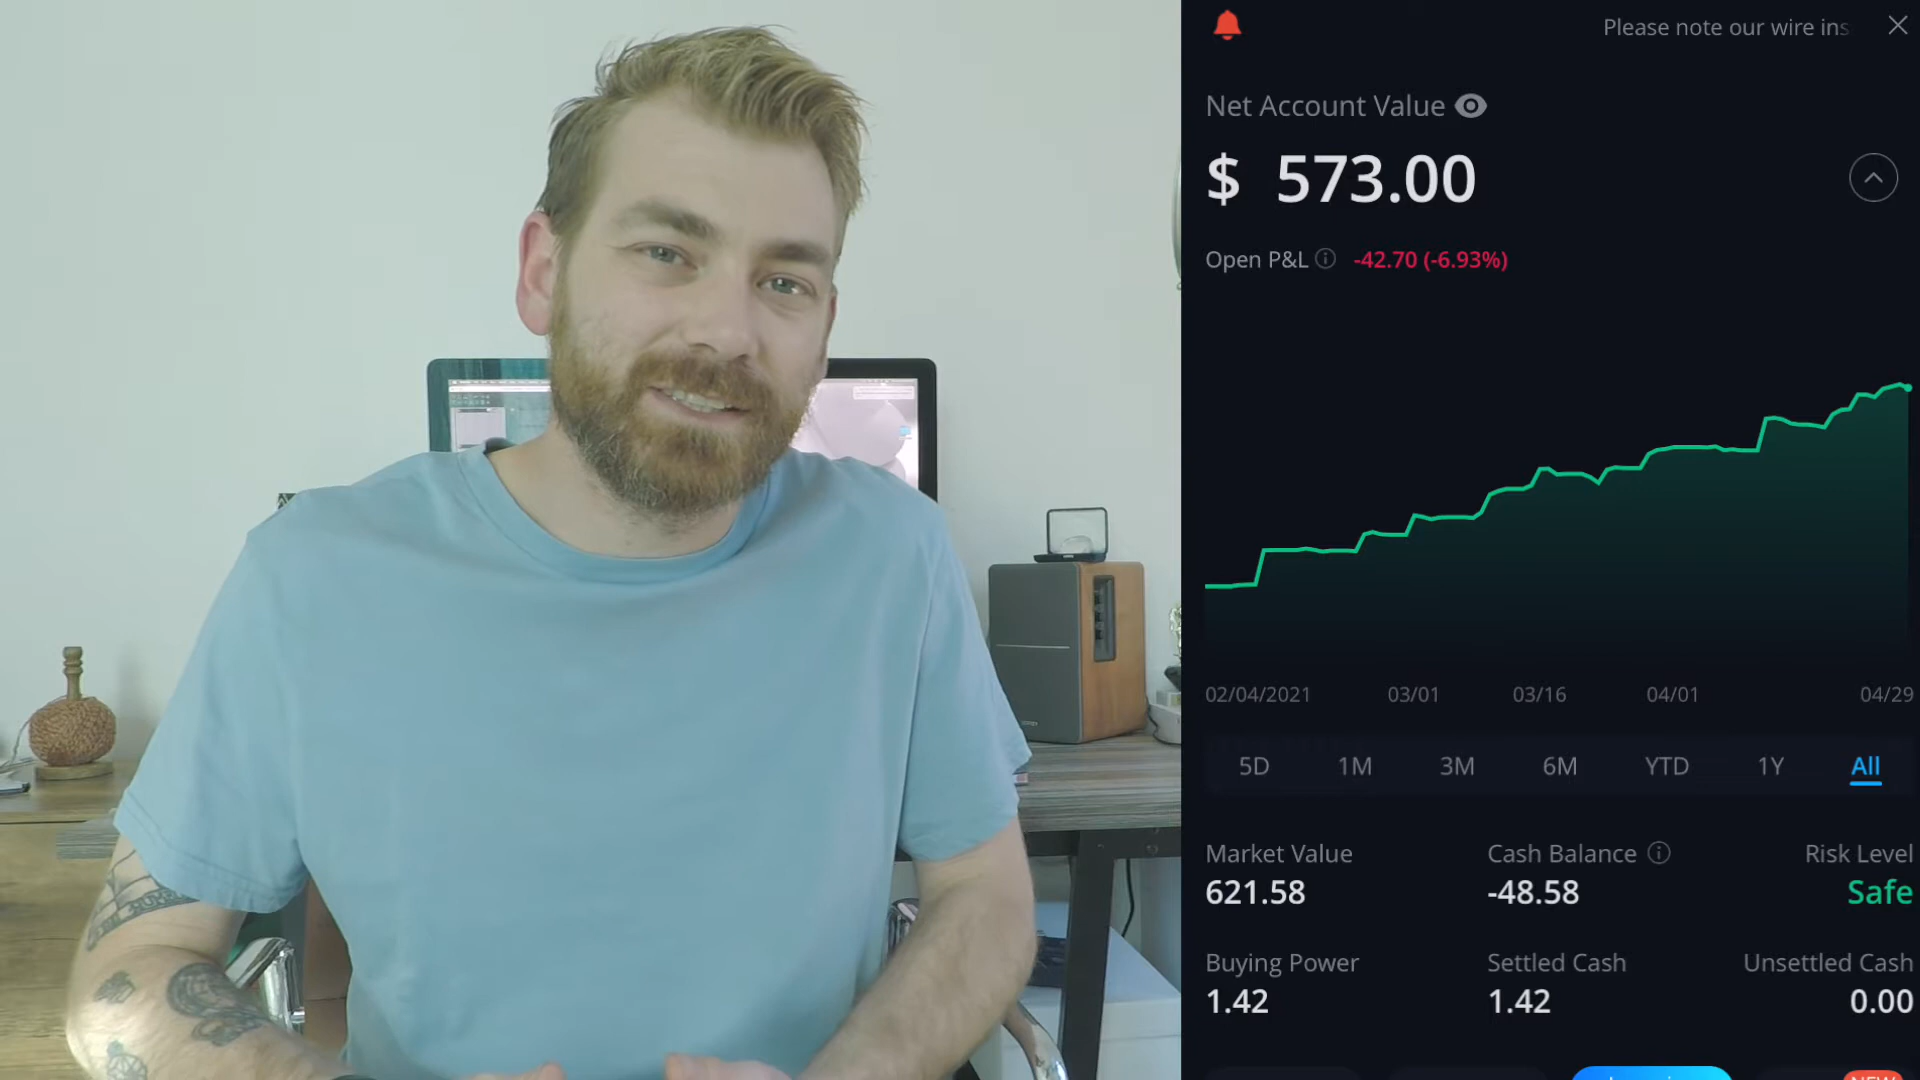 Please note our wire ins
Net Account Value
$ 573.00
Open P&L -42.70 (-6.93%)
02/04/2021 03/01 03/16 04/01 04/29
5D 1M 3M 6M YTD 1Y All
Market Value Cash Balance Risk Level
621.58 -48.58 Safe
Buying Power Settled Cash Unsettled Cash
1.42 1.42 0.00
NEW